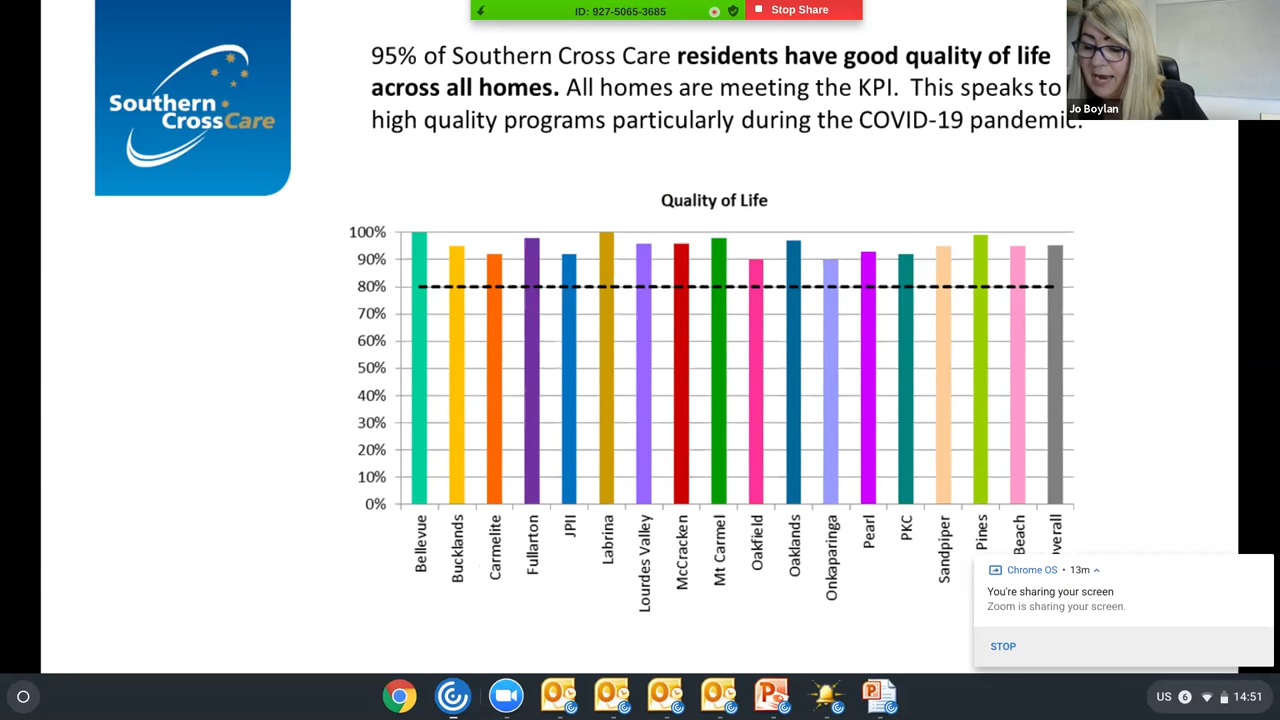 ID: 927-5065-3685
Stop Share
Jo Boylan
Southern
CrossCare
95% of Southern Cross Care residents have good quality of life
across all homes. All homes are meeting the KPI. This speaks to
high quality programs particularly during the COVID-19 pandemic.
Quality of Life
100%
90%
80%
70%
60%
50%
40%
30%
20%
10%
0%
Bellevue
Bucklands
Carmelite
Fullarton
JPII
Labrina
Lourdes Valley
McCracken
Mt Carmel
Oakfield
Oaklands
Onkaparinga
Pearl
PKC
Sandpiper
Pines
Beach
verall
Chrome OS • 13m
You're sharing your screen
Zoom is sharing your screen.
STOP
US 6 14:51